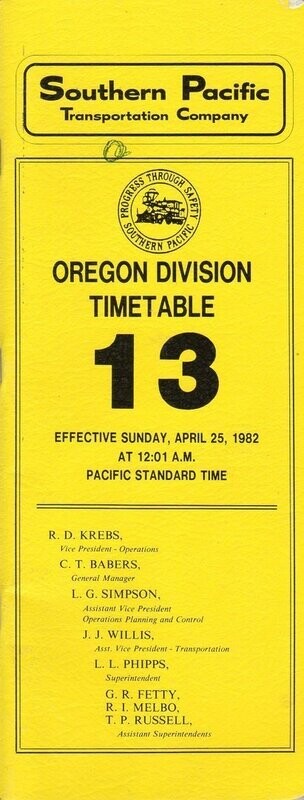 Southern Pacific
Transportation Company
PROGRESS THROUGH SAFETY
SOUTHERN PACIFIC
OREGON DIVISION
TIMETABLE
13
EFFECTIVE SUNDAY, APRIL 25, 1982
AT 12:01 A.M.
PACIFIC STANDARD TIME
R. D. KREBS,
Vice President - Operations
C. T. BABERS,
General Manager
L. G. SIMPSON,
Assistant Vice President
Operations Planning and Control
J. J. WILLIS,
Asst. Vice President - Transportation
L. L. PHIPPS,
Superintendent
G. R. FETTY,
R. I. MELBO,
T. P. RUSSELL,
Assistant Superintendents